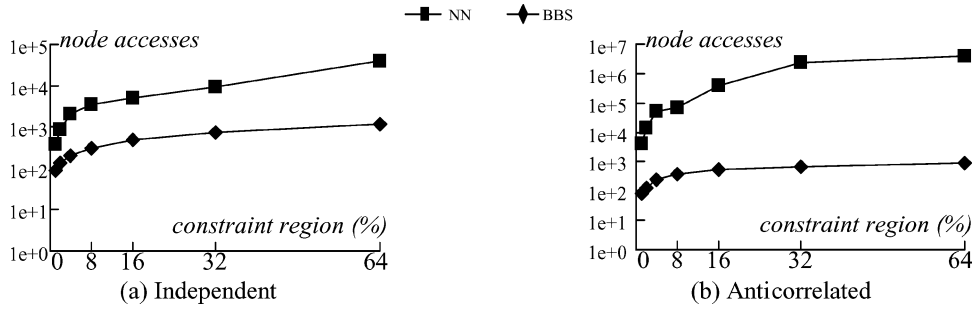 NN BBS
node accesses
1e+5
1e+4
1e+3
1e+2
1e+1
1e+0
constraint region (%)
0 8 16 32 64
(a) Independent
node accesses
1e+7
1e+6
1e+5
1e+4
1e+3
1e+2
1e+1
1e+0
constraint region (%)
0 8 16 32 64
(b) Anticorrelated